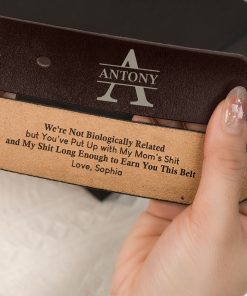 A
ANTONY
We're Not Biologically Related
but You've Put up with My Mom's Shit
and My Shit Long Enough to Earn You This Belt
Love, Sophia